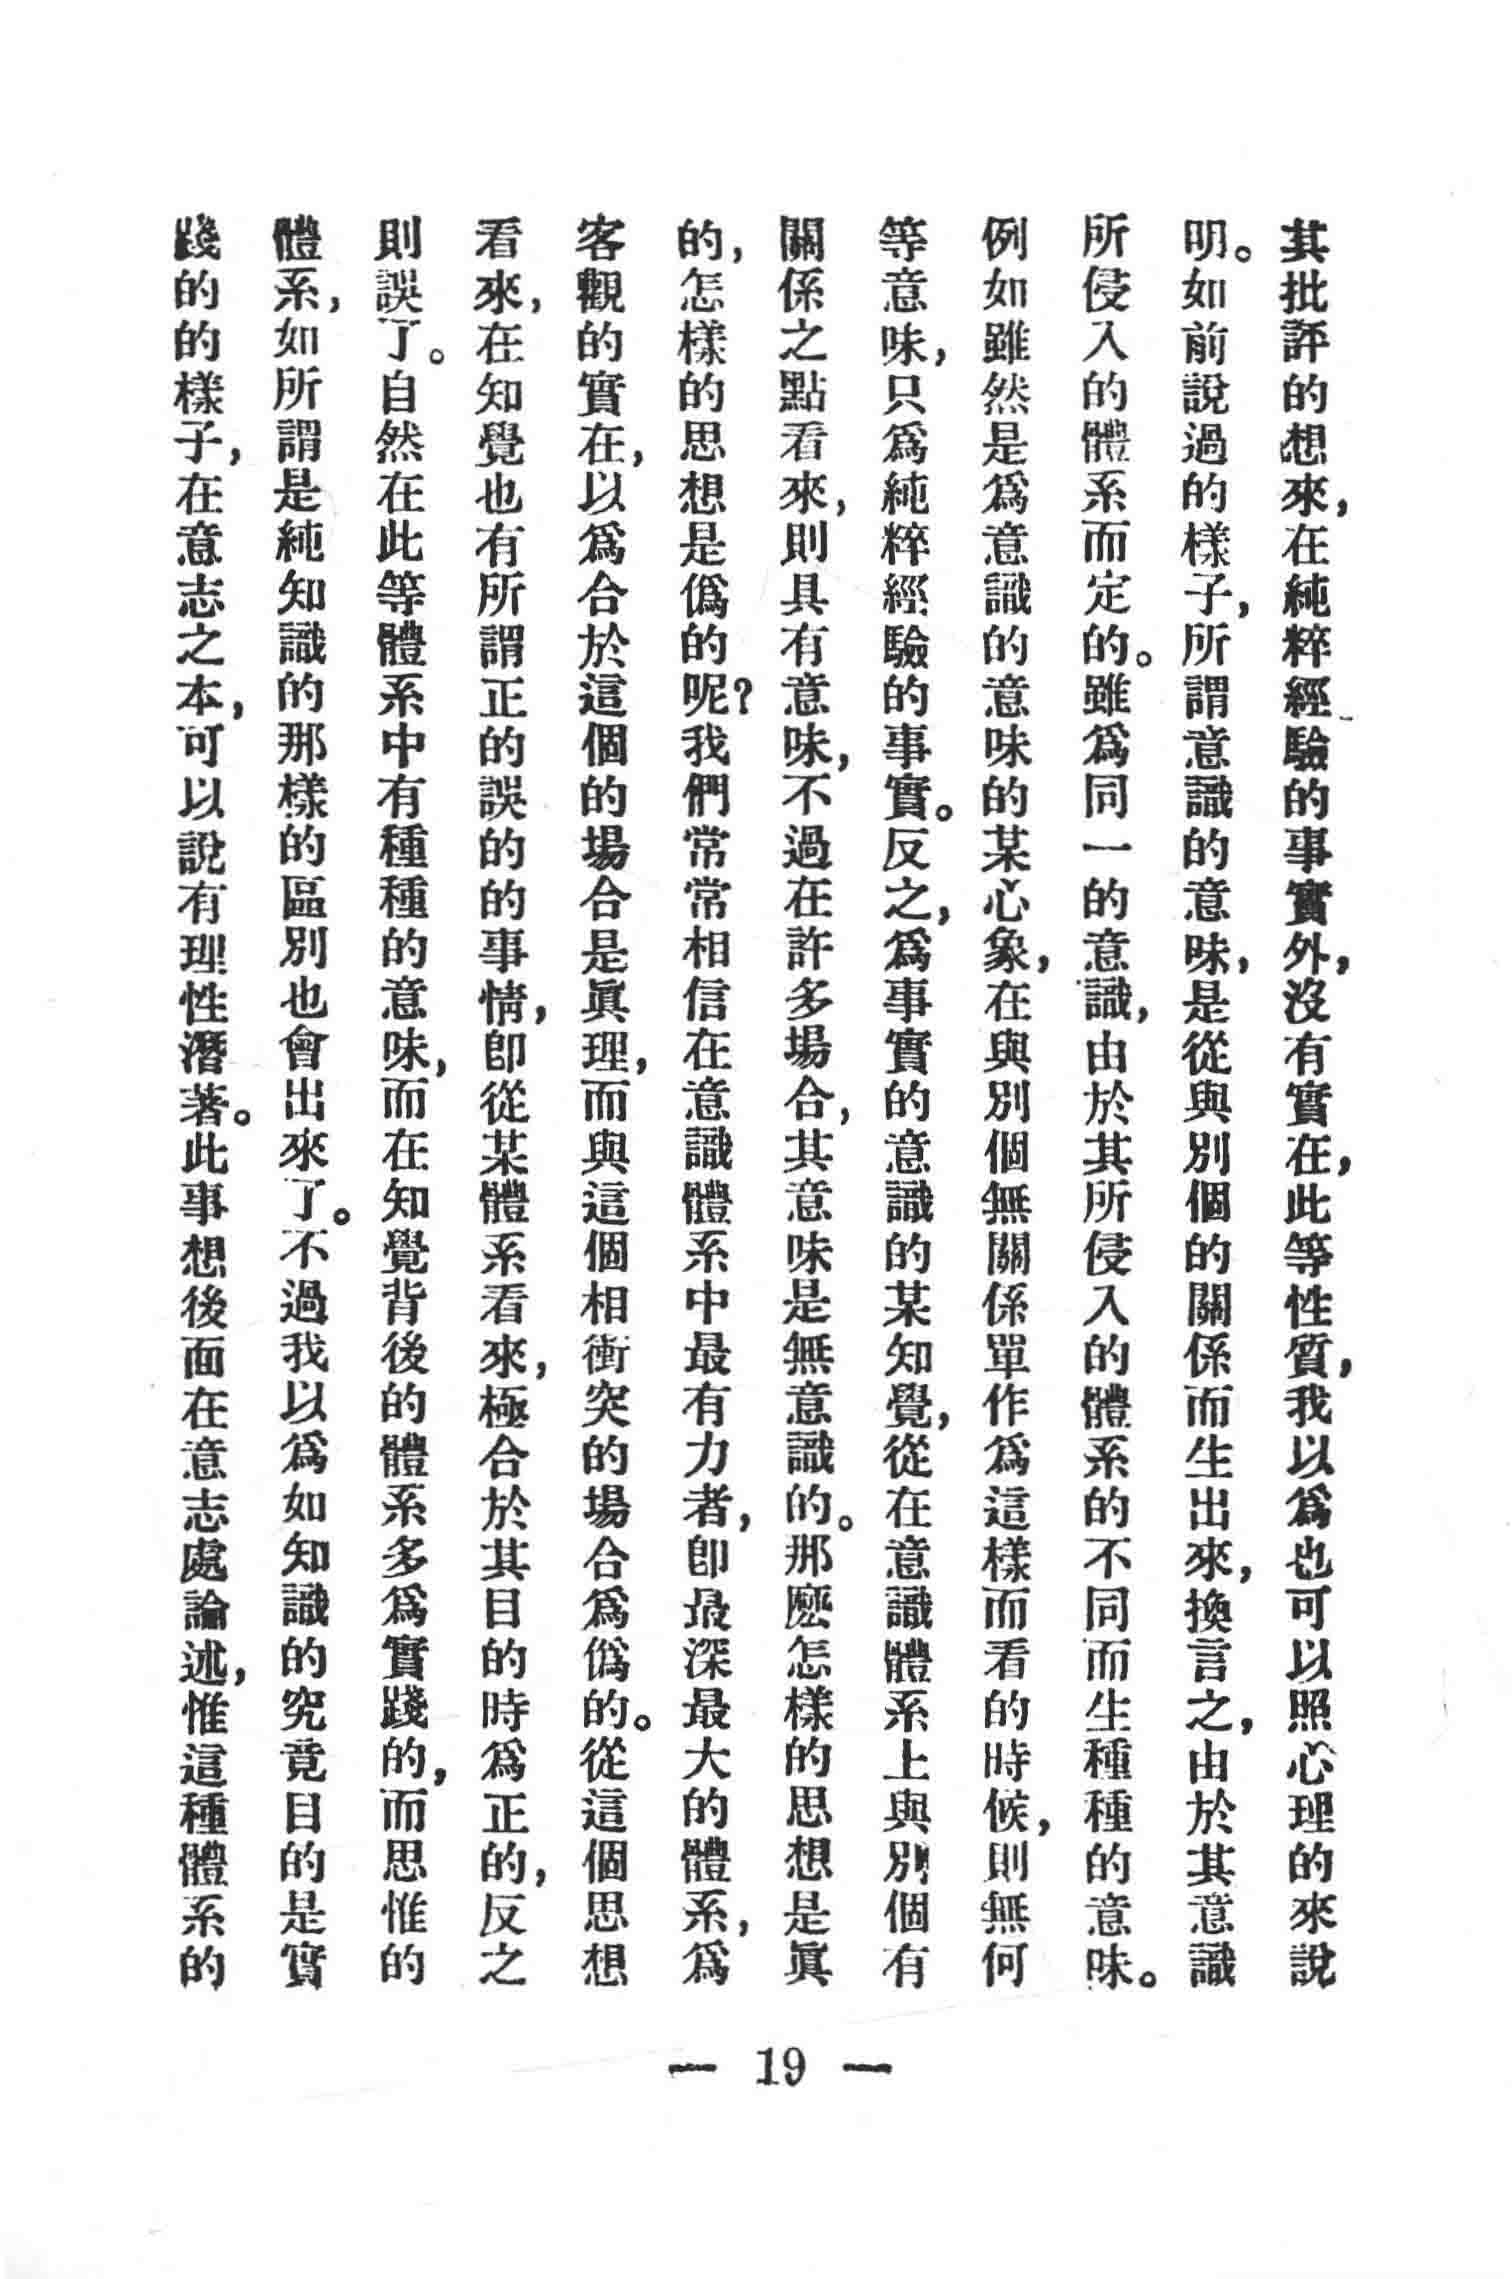 其批評的想來，在純粹經驗的事實外，沒有實在，此等性質，我以爲也可以照心理的來說
明。如前說過的樣子，所謂意識的意味，是從與別個的關係而生出來，換言之，由於其意識
所侵入的體系而定的。雖爲同一的意識，由於其所侵入的體系的不同而生種種的意味。
例如雖然是爲意識的意味的某心象，在與別個無關係單作爲這樣而看的時候，則無何
等意味，只爲純粹經驗的事實。反之，爲事實的意識的某知覺，從在意識體系上與別個有
關係之點看來，則具有意味，不過在許多場合，其意味是無意識的。那麽怎樣的思想是眞
的，怎樣的思想是僞的呢？我們常常相信在意識體系中最有力者，卽最深最大的體系，爲
客觀的實在，以爲合於這個的場合是眞理，而與這個相衝突的場合爲僞的。從這個思想
看來，在知覺也有所謂正的誤的的事情，卽從某體系看來，極合於其目的時爲正的，反之
則誤了。自然在此等體系中有種種的意味，而在知覺背後的體系多爲實踐的，而思惟的
體系，如所謂是純知識的那樣的區別也會出來了。不過我以爲如知識的究竟目的是實
踐的的樣子，在意志之本，可以說有理性潛著。此事想後面在意志處論述，惟這種體系的
— 19 —